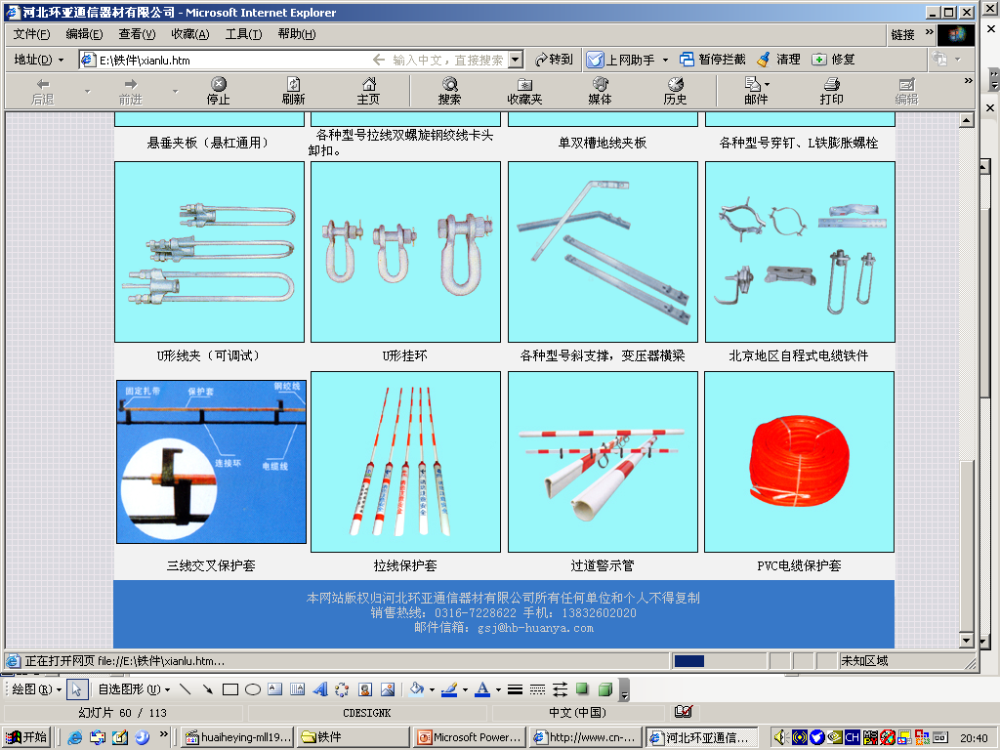 河北环亚通信器材有限公司 - Microsoft Internet Explorer
文件(F) 编辑(E) 查看(V) 收藏(A) 工具(T) 帮助(H) 链接 »
地址(D) E:\铁件\xianlu.htm 输入中文，直接搜索 转到 上网助手 暂停拦截 清理 修复
后退 前进 停止 刷新 主页 搜索 收藏夹 媒体 历史 邮件 打印 编辑 »
悬垂夹板（悬杠通用）
各种型号拉线双螺旋钢绞线卡头
卸扣。
单双槽地线夹板
各种型号穿钉、L铁膨胀螺栓
U形线夹（可调试）
U形挂环
各种型号斜支撑，变压器横梁
北京地区自程式电缆铁件
固定扎带
保护套
钢绞线
连接环
电缆线
三线交叉保护套
拉线保护套
过道警示管
PVC电缆保护套
本网站版权归河北环亚通信器材有限公司所有任何单位和个人不得复制
销售热线：0316-7228622 手机：13832602020
邮件信箱：gsj@hb-huanya.com
正在打开网页 file://E:\铁件\xianlu.htm... 未知区域
绘图(R) 自选图形(U) A
幻灯片 60 / 113 CDESIGNK 中文(中国)
开始 » huaiheying-mll19... 铁件 Microsoft Power... http://www.cn-... 河北环亚通信... CH 20:40